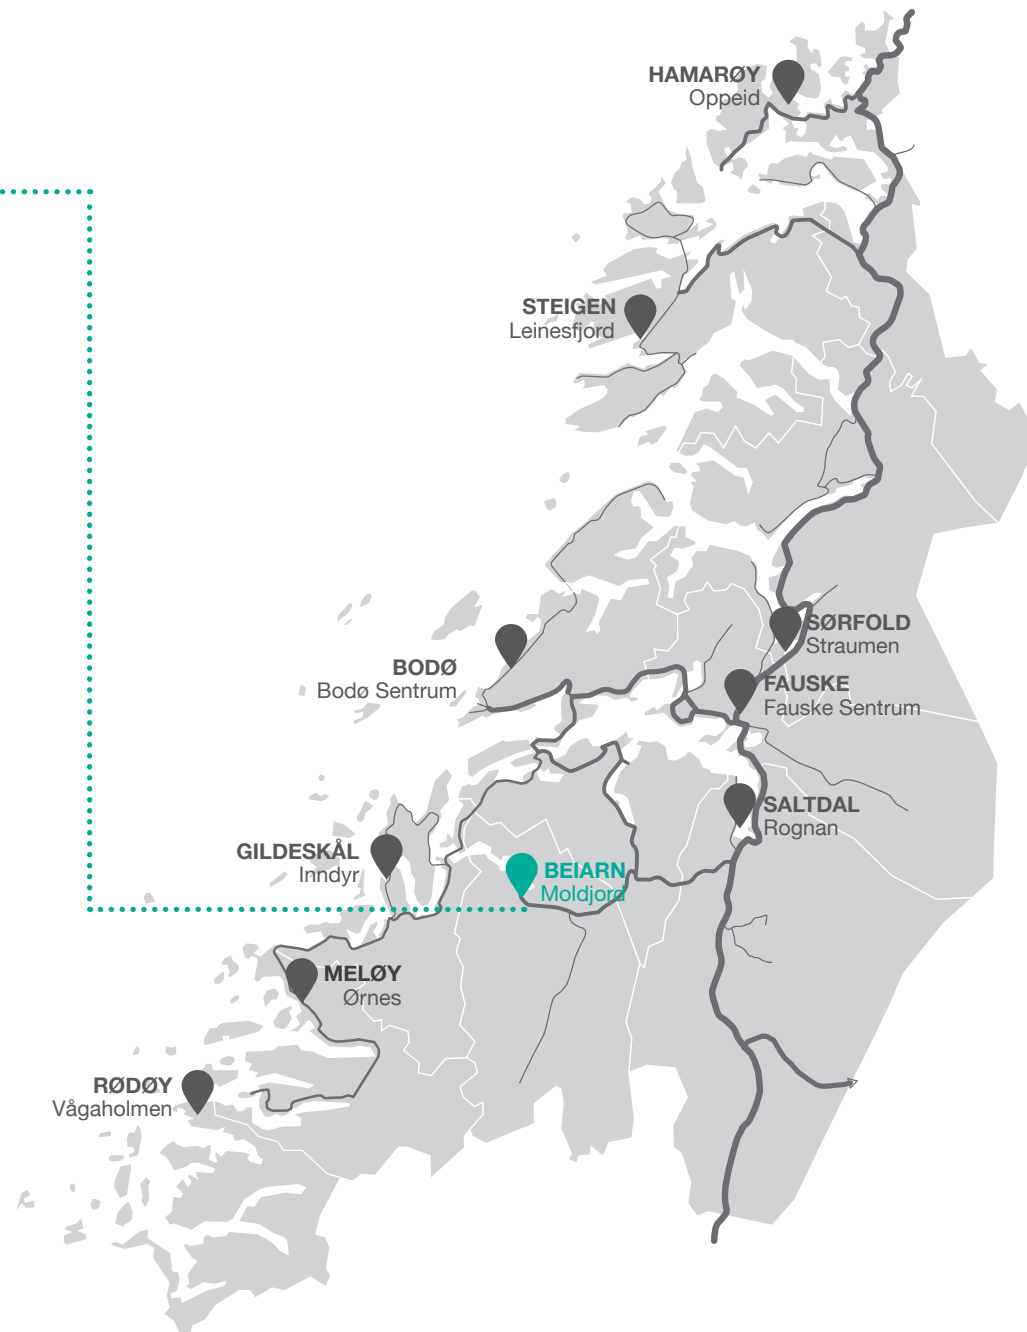 HAMARØY
Oppeid
STEIGEN
Leinesfjord
SØRFOLD
Straumen
BODØ
Bodø Sentrum
FAUSKE
Fauske Sentrum
SALTDAL
Rognan
GILDESKÅL
Inndyr
BEIARN
Moldjord
MELØY
Ørnes
RØDØY
Vågaholmen